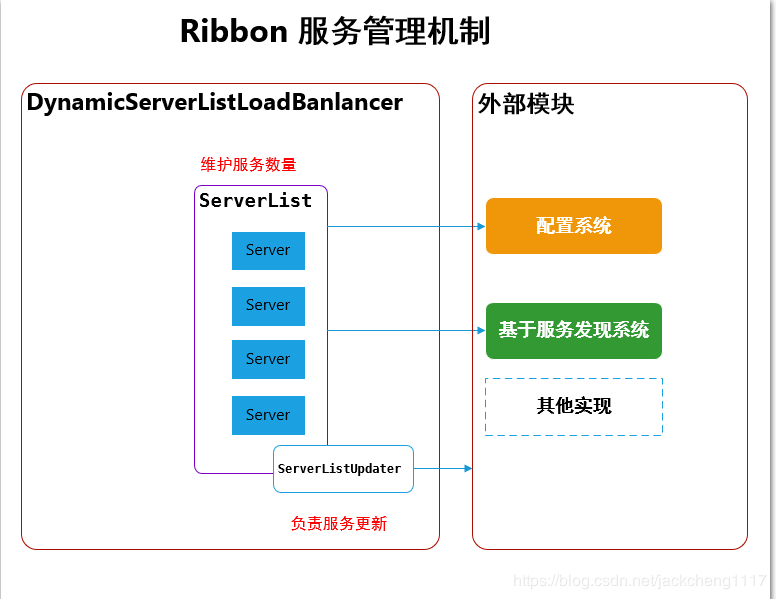 Ribbon 服务管理机制
DynamicServerListLoadBanlancer
外部模块
维护服务数量
ServerList
Server
Server
Server
Server
配置系统
基于服务发现系统
其他实现
ServerListUpdater
负责服务更新
https://blog.csdn.net/jackcheng1117